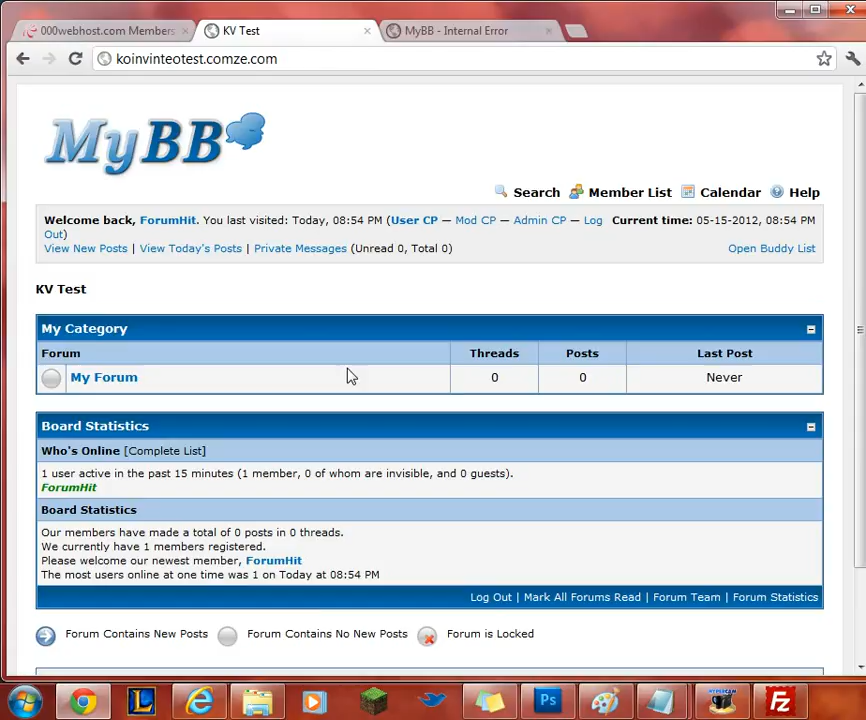 000webhost.com Members
KV Test
MyBB - Internal Error
koinvinteotest.comze.com
MyBB
Search
Member List
Calendar
Help
Welcome back, ForumHit. You last visited: Today, 08:54 PM (User CP — Mod CP — Admin CP — Log Out)
Current time: 05-15-2012, 08:54 PM
View New Posts | View Today's Posts | Private Messages (Unread 0, Total 0)
Open Buddy List
KV Test
My Category
Forum Threads Posts Last Post
My Forum 0 0 Never
Board Statistics
Who's Online [Complete List]
1 user active in the past 15 minutes (1 member, 0 of whom are invisible, and 0 guests).
ForumHit
Board Statistics
Our members have made a total of 0 posts in 0 threads.
We currently have 1 members registered.
Please welcome our newest member, ForumHit
The most users online at one time was 1 on Today at 08:54 PM
Log Out | Mark All Forums Read | Forum Team | Forum Statistics
Forum Contains New Posts
Forum Contains No New Posts
Forum is Locked
L
Ps
HYPERCAM
Fz